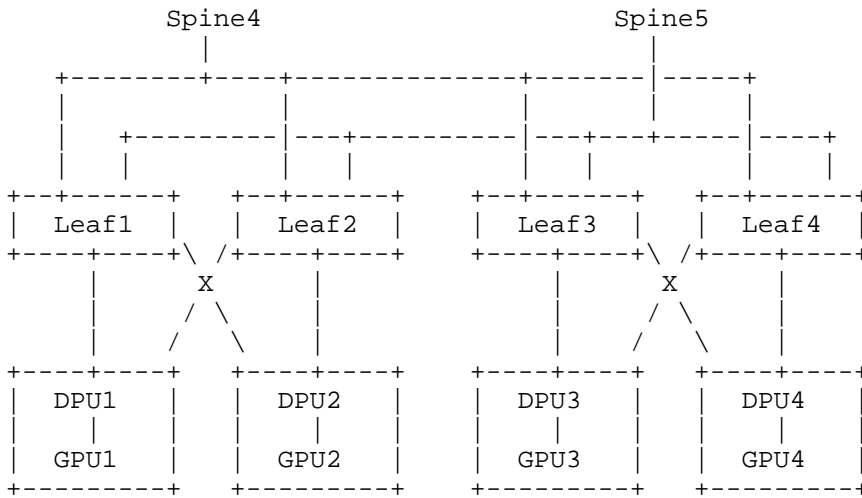 Spine4 Spine5
Leaf1 Leaf2 Leaf3 Leaf4
X X
DPU1 DPU2 DPU3 DPU4
GPU1 GPU2 GPU3 GPU4